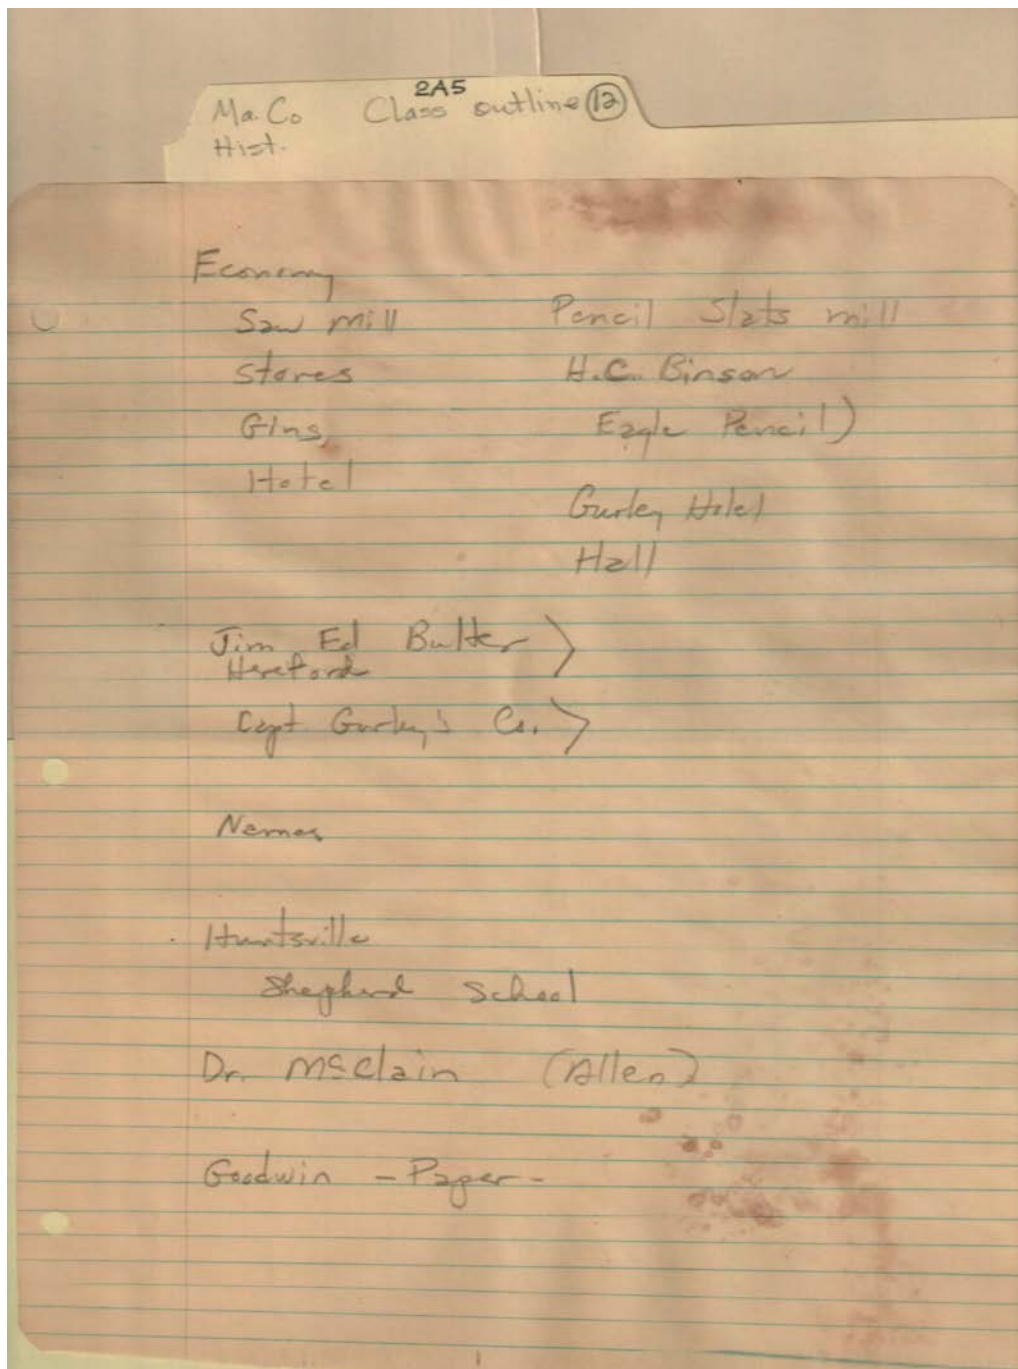 2A5
Ma. Co Class outline 12
Hist.
Economy
Saw mill Pencil Slats mill
Stores H.C. Binson
Gins, Eagle Pencil)
Hotel
Gurley Hotel
Hall
Jim Ed Butler )
Hereford
Capt Gurley's Co. >
Names
Huntsville
Shepherd School
Dr. McClain (Allen)
Goodwin - Paper -